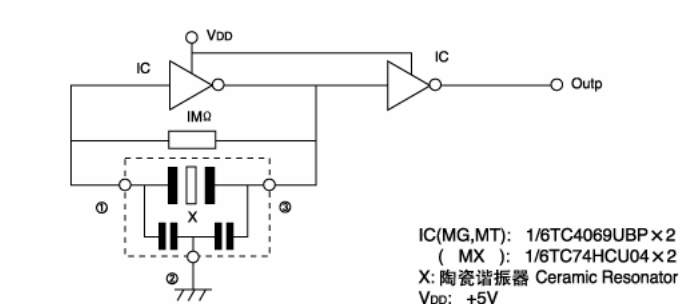 VDD
IC
IC
Outp
IMΩ
①
X
③
②
IC(MG,MT): 1/6TC4069UBP×2
( MX ): 1/6TC74HCU04×2
X: 陶瓷谐振器 Ceramic Resonator
VDD: +5V